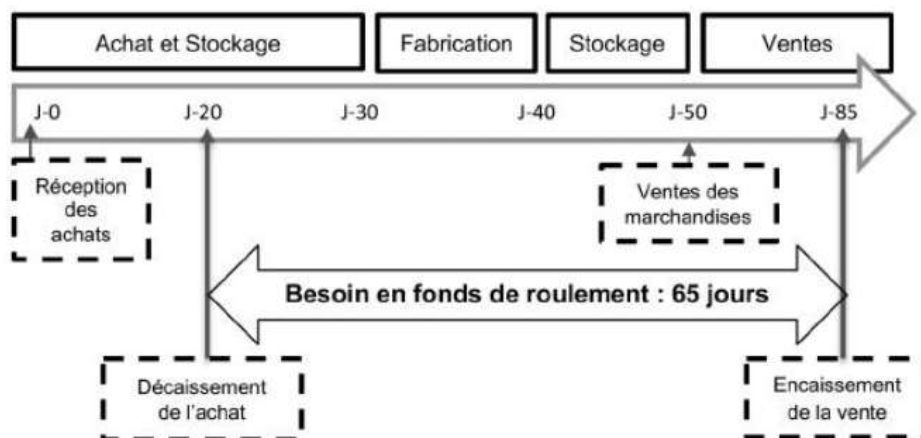 Achat et Stockage
Fabrication
Stockage
Ventes
J-0
J-20
J-30
J-40
J-50
J-85
Réception
des
achats
Ventes des
marchandises
Besoin en fonds de roulement : 65 jours
Décaissement
de l'achat
Encaissement
de la vente